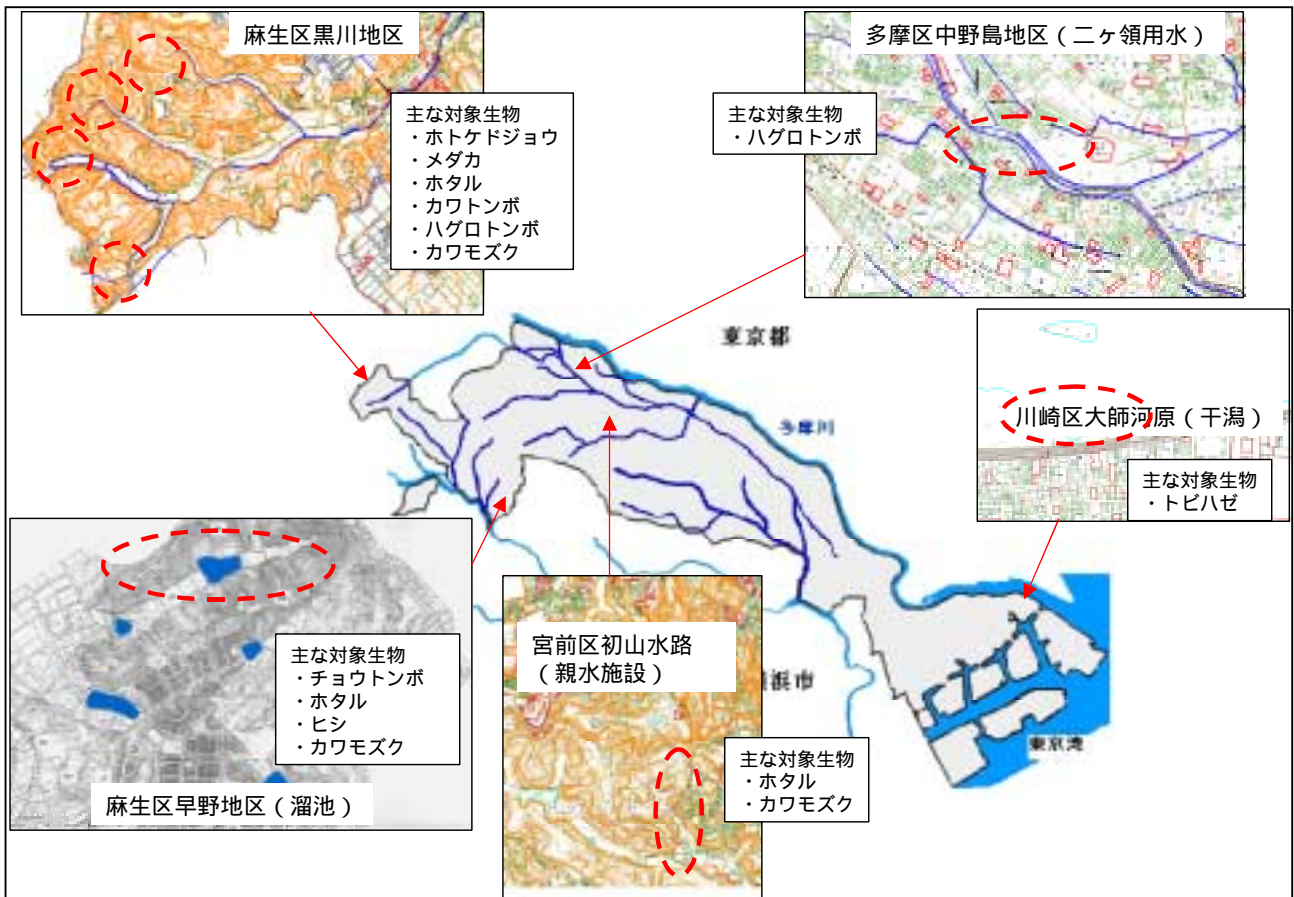 麻生区黒川地区
主な対象生物
・ホトケドジョウ
・メダカ
・ホタル
・カワトンボ
・ハグロトンボ
・カワモズク
多摩区中野島地区（二ヶ領用水）
主な対象生物
・ハグロトンボ
東京都
多摩川
川崎区大師河原（干潟）
主な対象生物
・トビハゼ
主な対象生物
・チョウトンボ
・ホタル
・ヒシ
・カワモズク
麻生区早野地区（溜池）
宮前区初山水路
（親水施設）
浜市
主な対象生物
・ホタル
・カワモズク
東京湾